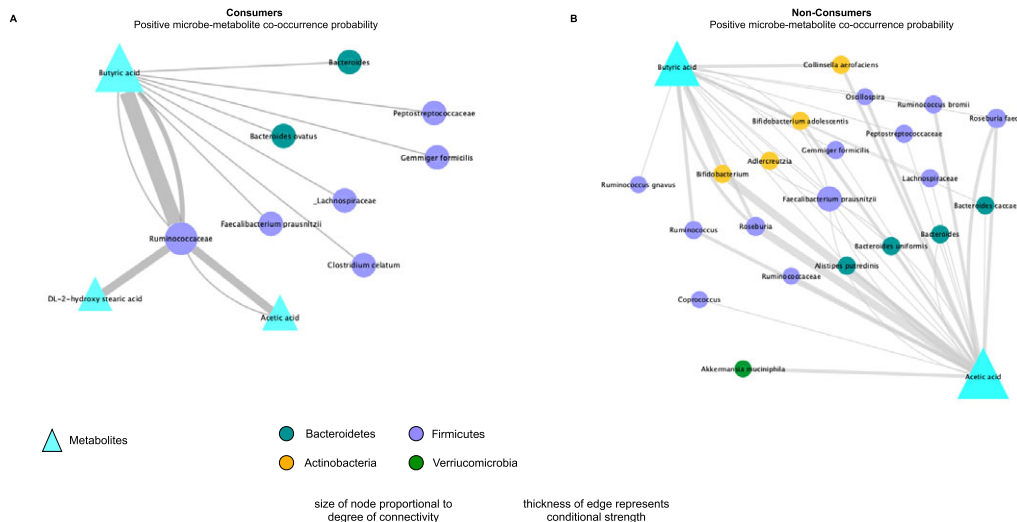 A
Consumers
Positive microbe-metabolite co-occurrence probability
Butyric acid
Bacteroides
Peptostreptococcaceae
Bacteroides ovatus
Gemmiger formicilis
_Lachnospiraceae
Faecalibacterium prausnitzii
Ruminococcaceae
Clostridium celatum
DL-2-hydroxy stearic acid
Acetic acid
B
Non-Consumers
Positive microbe-metabolite co-occurrence probability
Butyric acid
Collinsella aerofaciens
Oscillospira
Ruminococcus bromii
Roseburia faec
Bifidobacterium adolescentis
Peptostreptococcaceae
Gemmiger formicilis
Adlercreutzia
Bifidobacterium
Lachnospiraceae
Ruminococcus gnavus
Faecalibacterium prausnitzii
Bacteroides caccae
Ruminococcus
Roseburia
Bacteroides
Bacteroides uniformis
Alistipes putredinis
Ruminococcaceae
Coprococcus
Akkermansia muciniphila
Acetic acid
Metabolites
Bacteroidetes
Firmicutes
Actinobacteria
Verriucomicrobia
size of node proportional to
degree of connectivity
thickness of edge represents
conditional strength